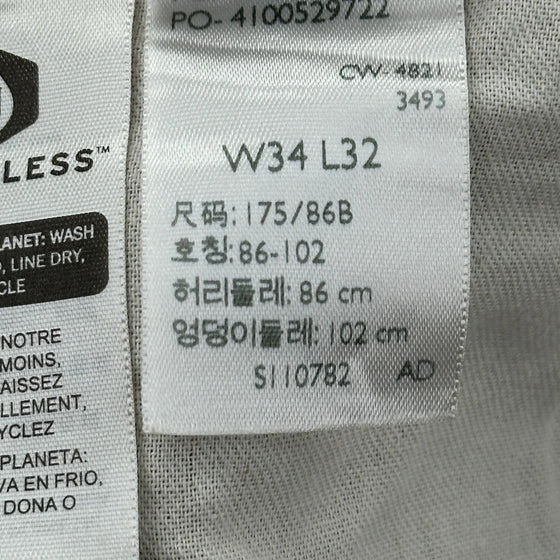 LESS™
LANET: WASH
, LINE DRY,
CLE
NOTRE
MOINS,
AISSEZ
LLEMENT,
YCLEZ
PLANETA:
VA EN FRIO,
DONA O
PO- 4100529722
CW-4821
3493
W34 L32
尺码: 175/86B
호칭: 86-102
허리둘레: 86 cm
엉덩이둘레: 102 cm
S110782 AD